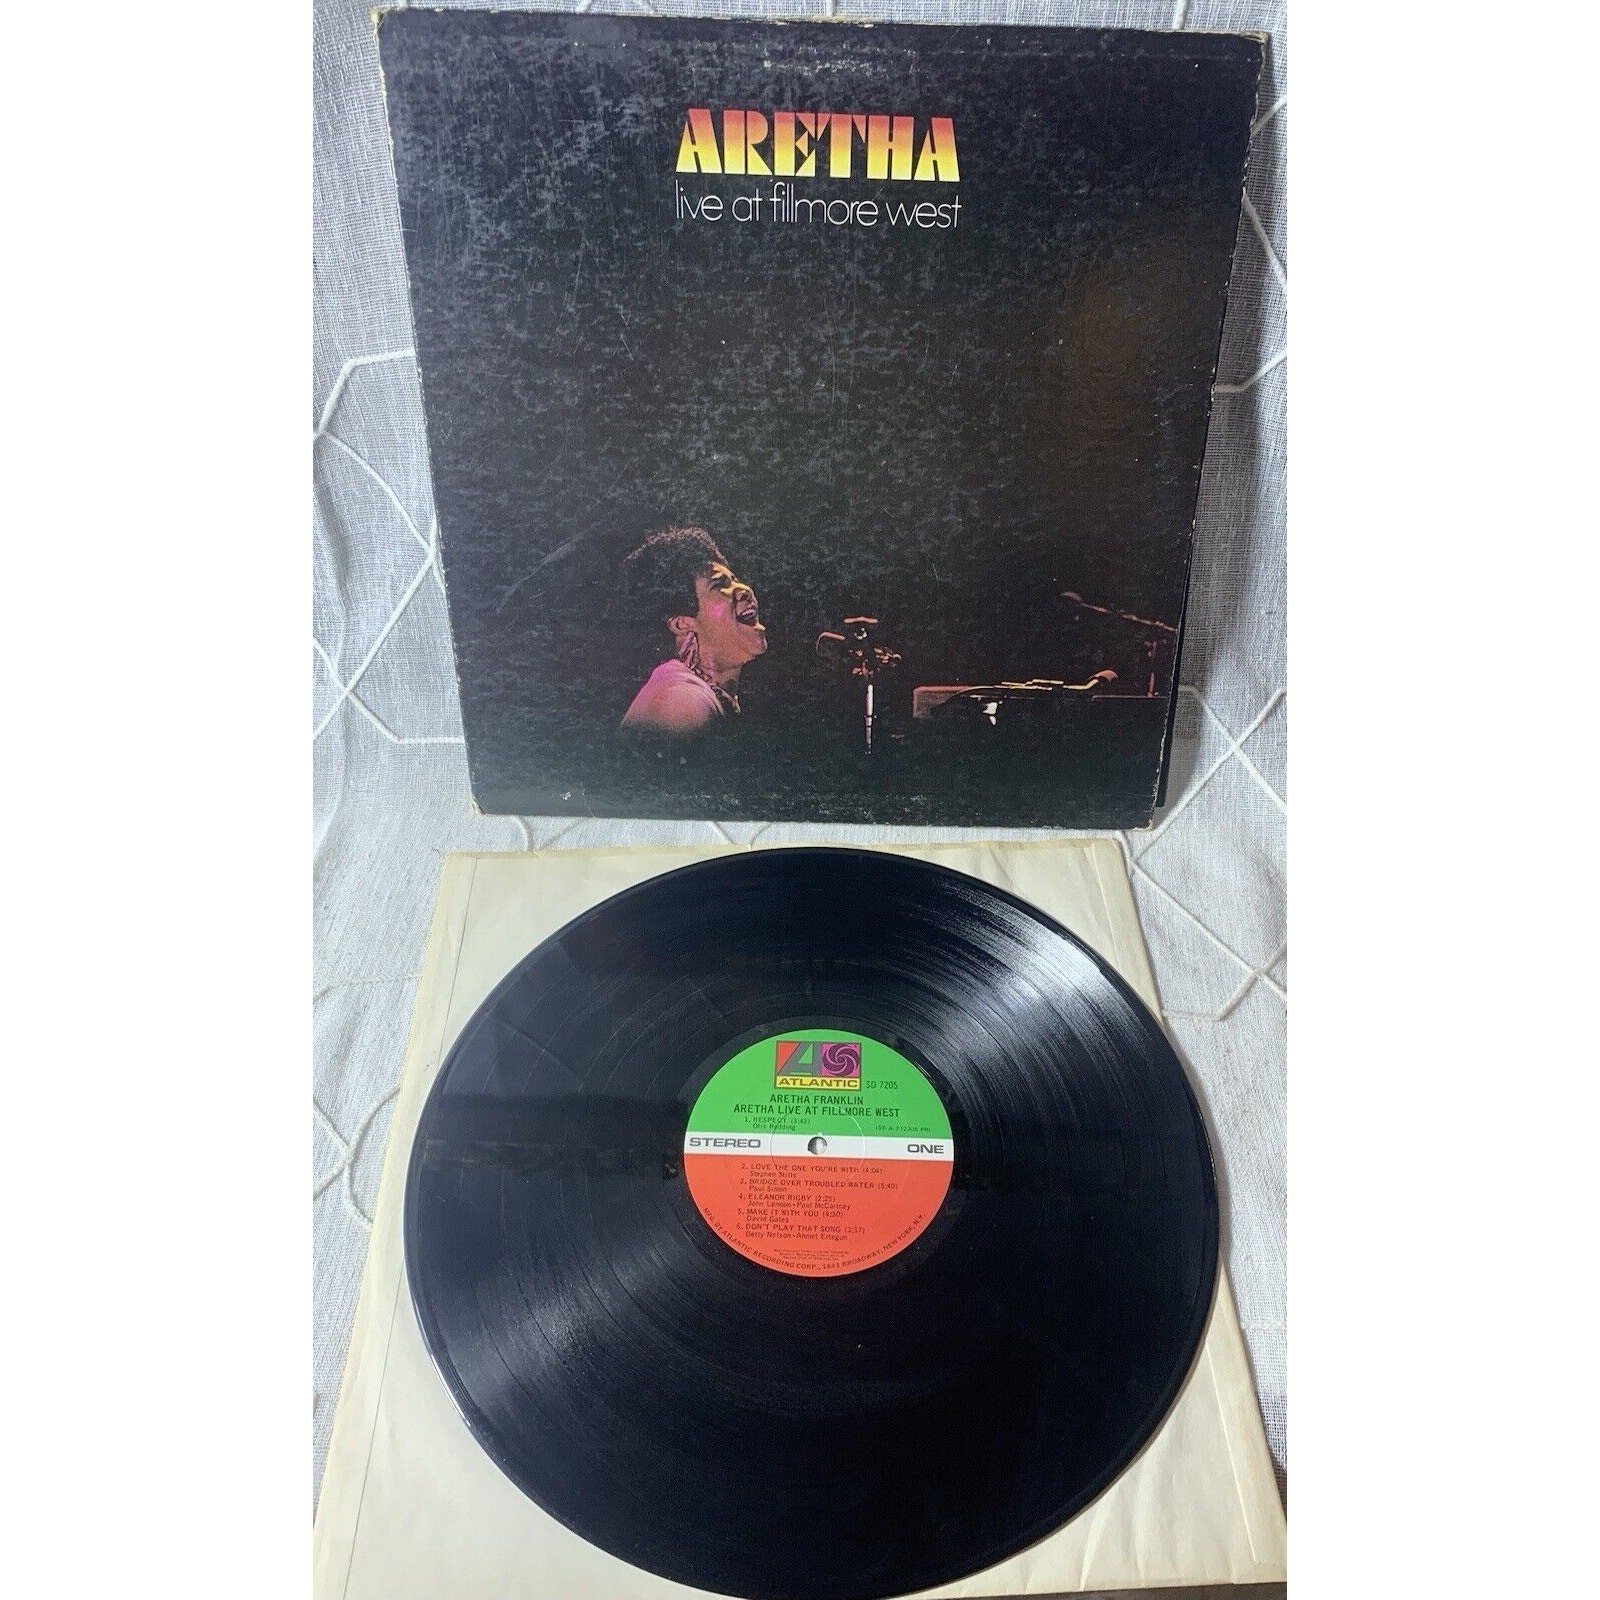 ARETHA
live at fillmore west
ATLANTIC
SD 7205
ARETHA FRANKLIN
ARETHA LIVE AT FILLMORE WEST
1. RESPECT (3:43)
Otis Redding
(ST-A-712205 PR)
STEREO
ONE
2. LOVE THE ONE YOU'RE WITH (4:04)
Stephen Stills
3. BRIDGE OVER TROUBLED WATER (5:40)
Paul Simon
4. ELEANOR RIGBY (2:25)
John Lennon-Paul McCartney
5. MAKE IT WITH YOU (4:30)
David Gates
6. DON'T PLAY THAT SONG (3:17)
Betty Nelson-Ahmet Ertegun
MFG. BY ATLANTIC RECORDING CORP., 1841 BROADWAY, NEW YORK, N.Y.